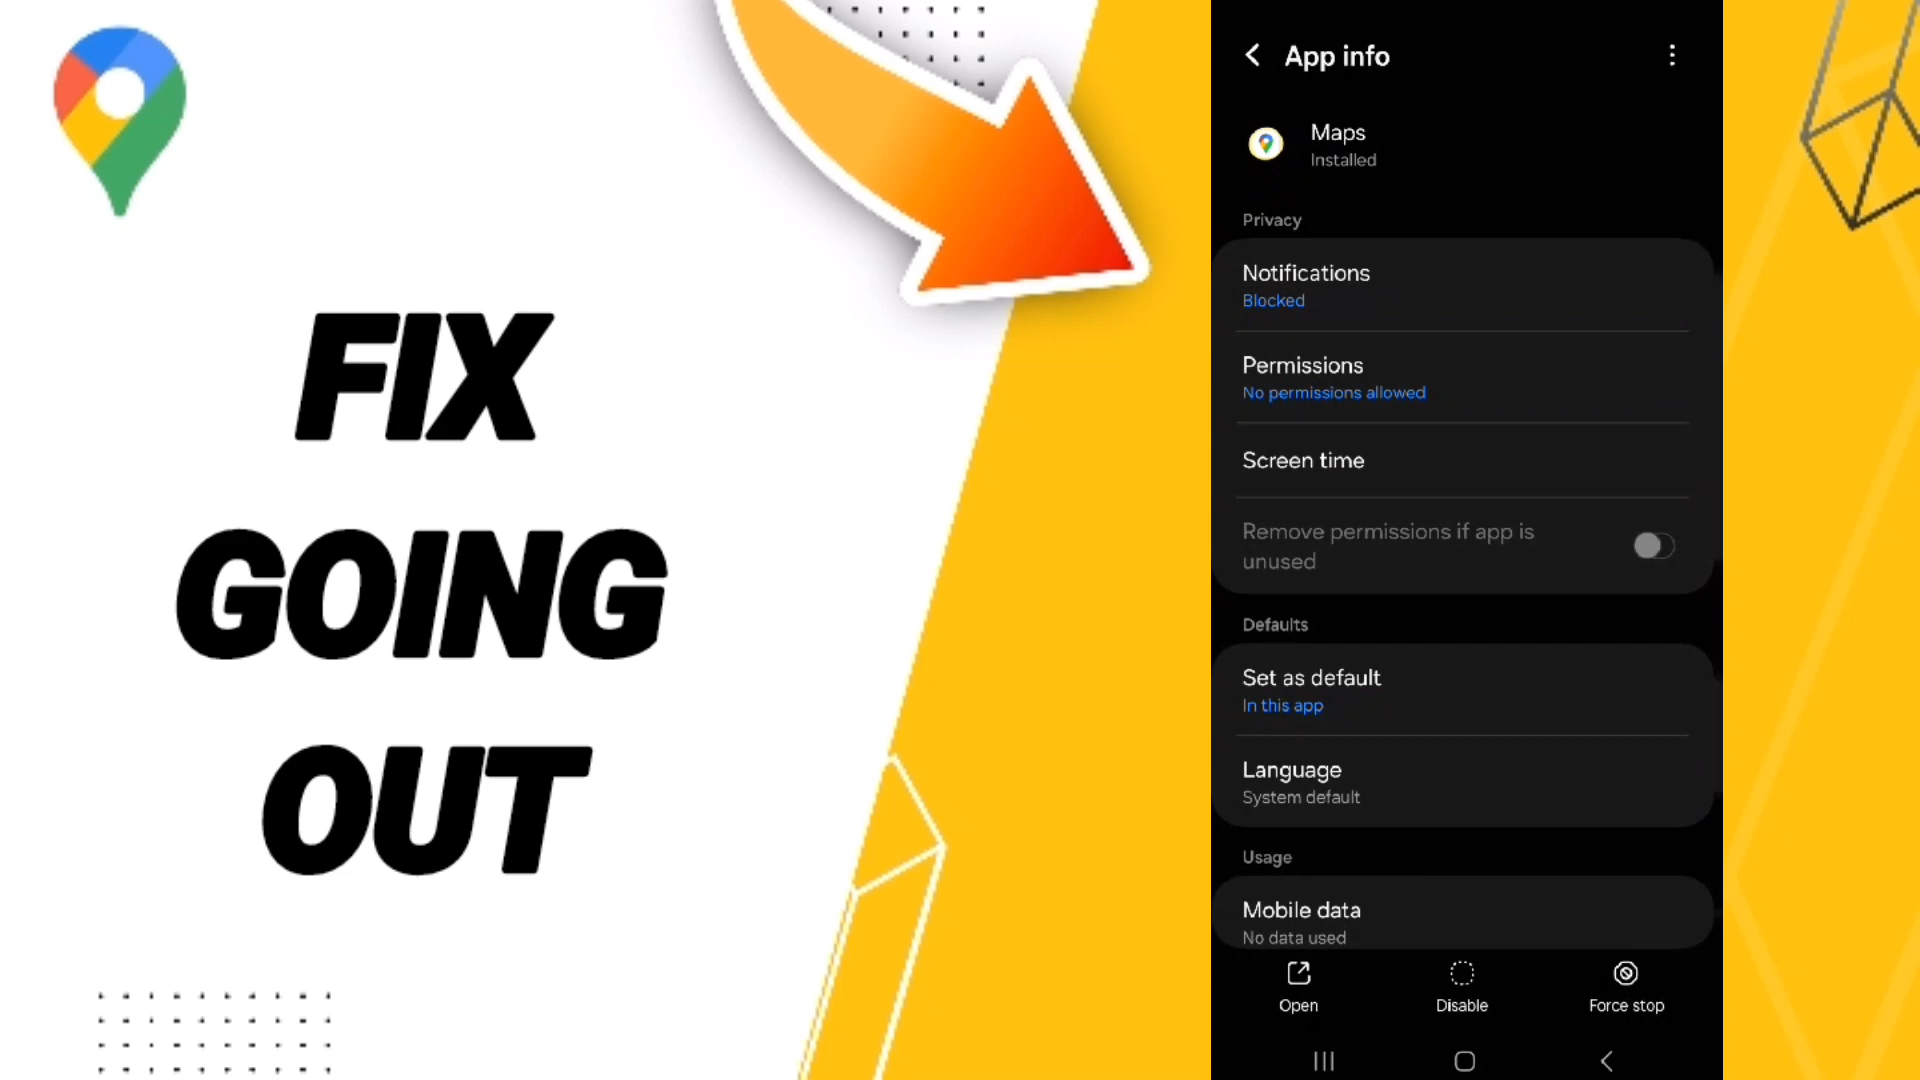 FIX
GOING
OUT
App info
Maps
Installed
Privacy
Notifications
Blocked
Permissions
No permissions allowed
Screen time
Remove permissions if app is
unused
Defaults
Set as default
In this app
Language
System default
Usage
Mobile data
No data used
Open
Disable
Force stop